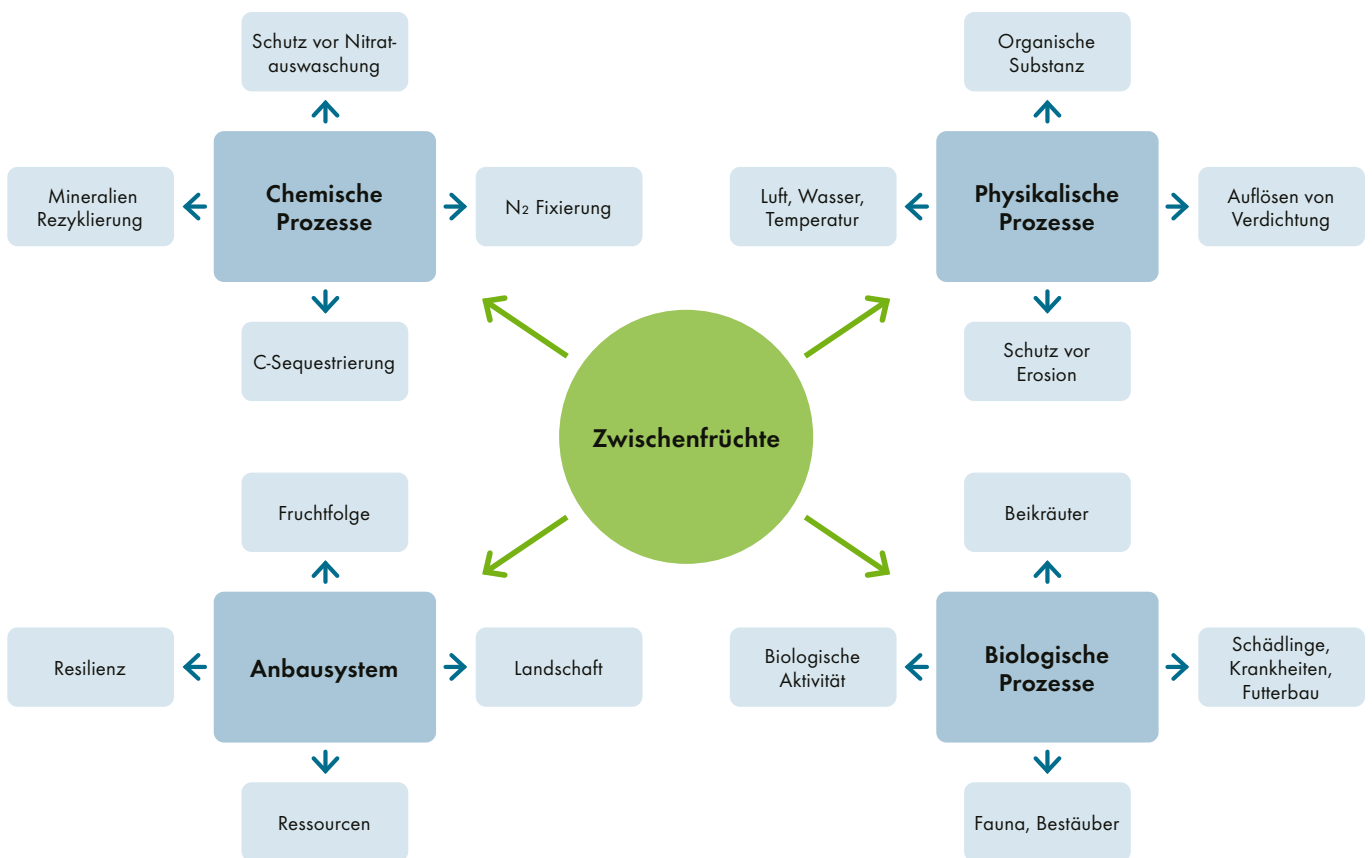 Schutz vor Nitrat-
auswaschung
Mineralien
Rezyklierung
Chemische
Prozesse
N2 Fixierung
C-Sequestrierung
Organische
Substanz
Luft, Wasser,
Temperatur
Physikalische
Prozesse
Auflösen von
Verdichtung
Schutz vor
Erosion
Zwischenfrüchte
Fruchtfolge
Resilienz
Anbausystem
Landschaft
Ressourcen
Beikräuter
Biologische
Aktivität
Biologische
Prozesse
Schädlinge,
Krankheiten,
Futterbau
Fauna, Bestäuber